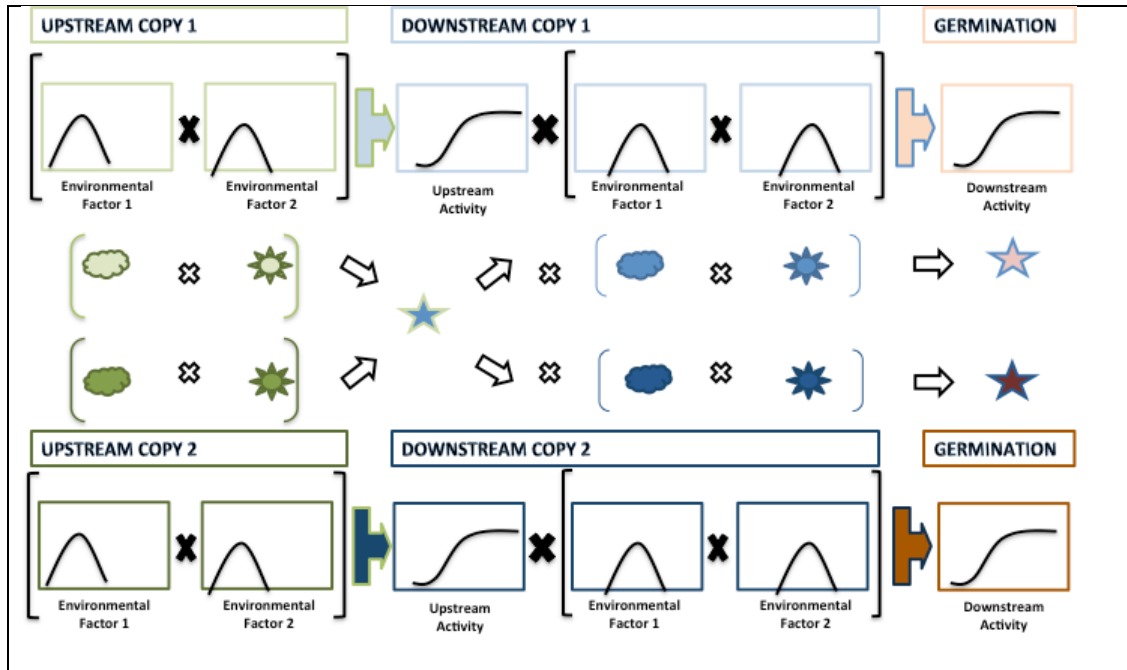 UPSTREAM COPY 1
DOWNSTREAM COPY 1
GERMINATION
Environmental
Factor 1
Environmental
Factor 2
Upstream
Activity
Environmental
Factor 1
Environmental
Factor 2
Downstream
Activity
UPSTREAM COPY 2
DOWNSTREAM COPY 2
GERMINATION
Environmental
Factor 1
Environmental
Factor 2
Upstream
Activity
Environmental
Factor 1
Environmental
Factor 2
Downstream
Activity